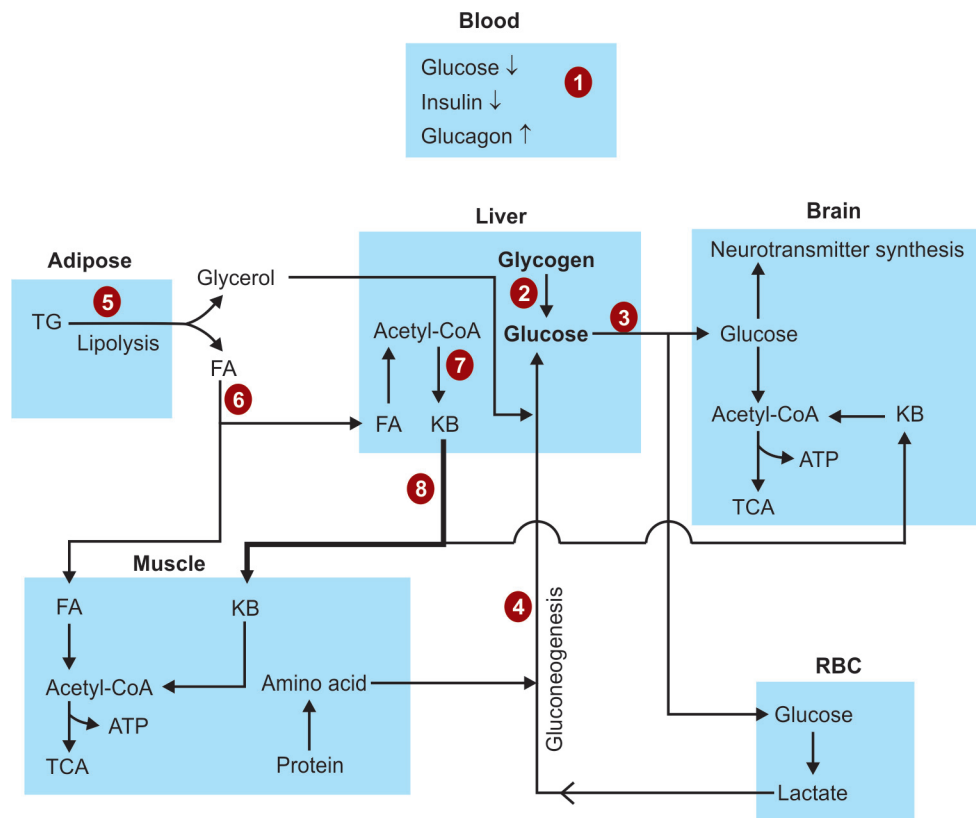 Blood
Glucose ↓
1
Insulin ↓
Glucagon ↑
Liver
Brain
Adipose
Glycogen
Neurotransmitter synthesis
Glycerol
5
2
TG
Lipolysis
Acetyl-CoA
Glucose
3
Glucose
7
FA
6
FA
KB
Acetyl-CoA
KB
ATP
8
TCA
Muscle
FA
KB
4
Gluconeogenesis
RBC
Acetyl-CoA
Amino acid
Glucose
ATP
TCA
Protein
Lactate